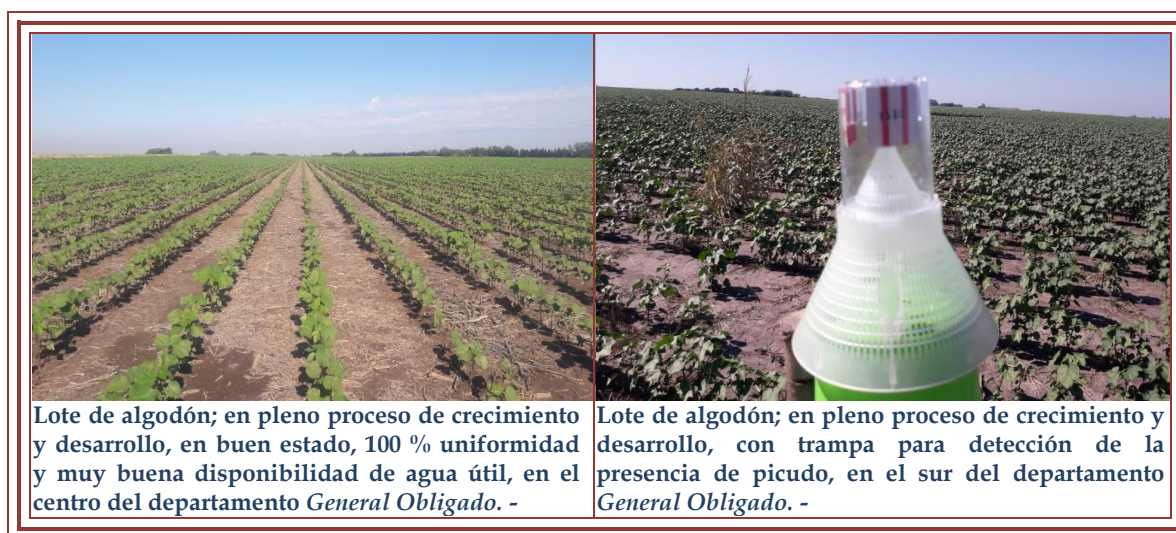 Lote de algodón; en pleno proceso de crecimiento
y desarrollo, en buen estado, 100 % uniformidad
y muy buena disponibilidad de agua útil, en el
centro del departamento General Obligado. -
Lote de algodón; en pleno proceso de crecimiento y
desarrollo, con trampa para detección de la
presencia de picudo, en el sur del departamento
General Obligado. -